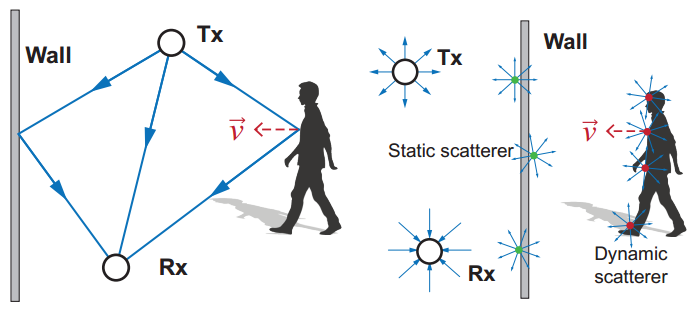 Wall
Tx
v
Rx
Tx
Wall
Static scatterer
v
Rx
Dynamic
scatterer